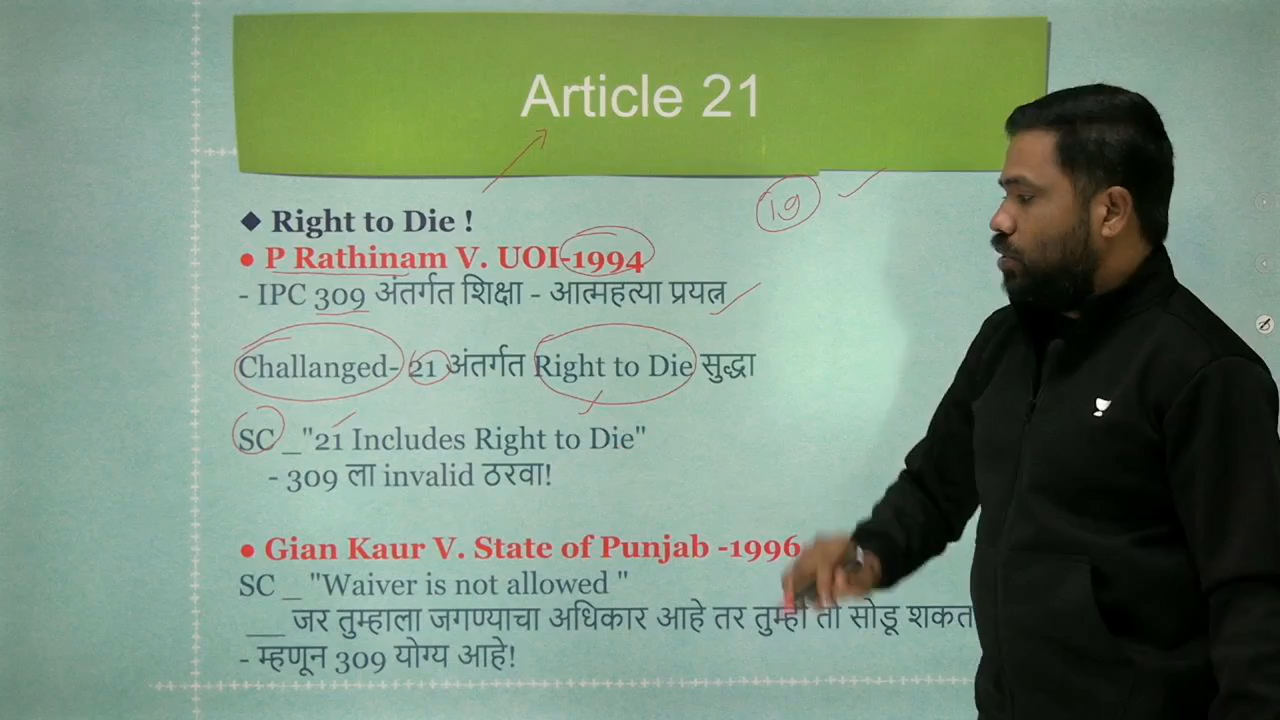 Article 21
19
◆ Right to Die !
● P Rathinam V. UOI-1994
- IPC 309 अंतर्गत शिक्षा - आत्महत्या प्रयत्न
Challanged- 21 अंतर्गत Right to Die सुद्धा
SC _"21 Includes Right to Die"
- 309 ला invalid ठरवा!
● Gian Kaur V. State of Punjab -1996
SC _ "Waiver is not allowed "
__ जर तुम्हाला जगण्याचा अधिकार आहे तर तुम्ही तो सोडू शकत
- म्हणून 309 योग्य आहे!